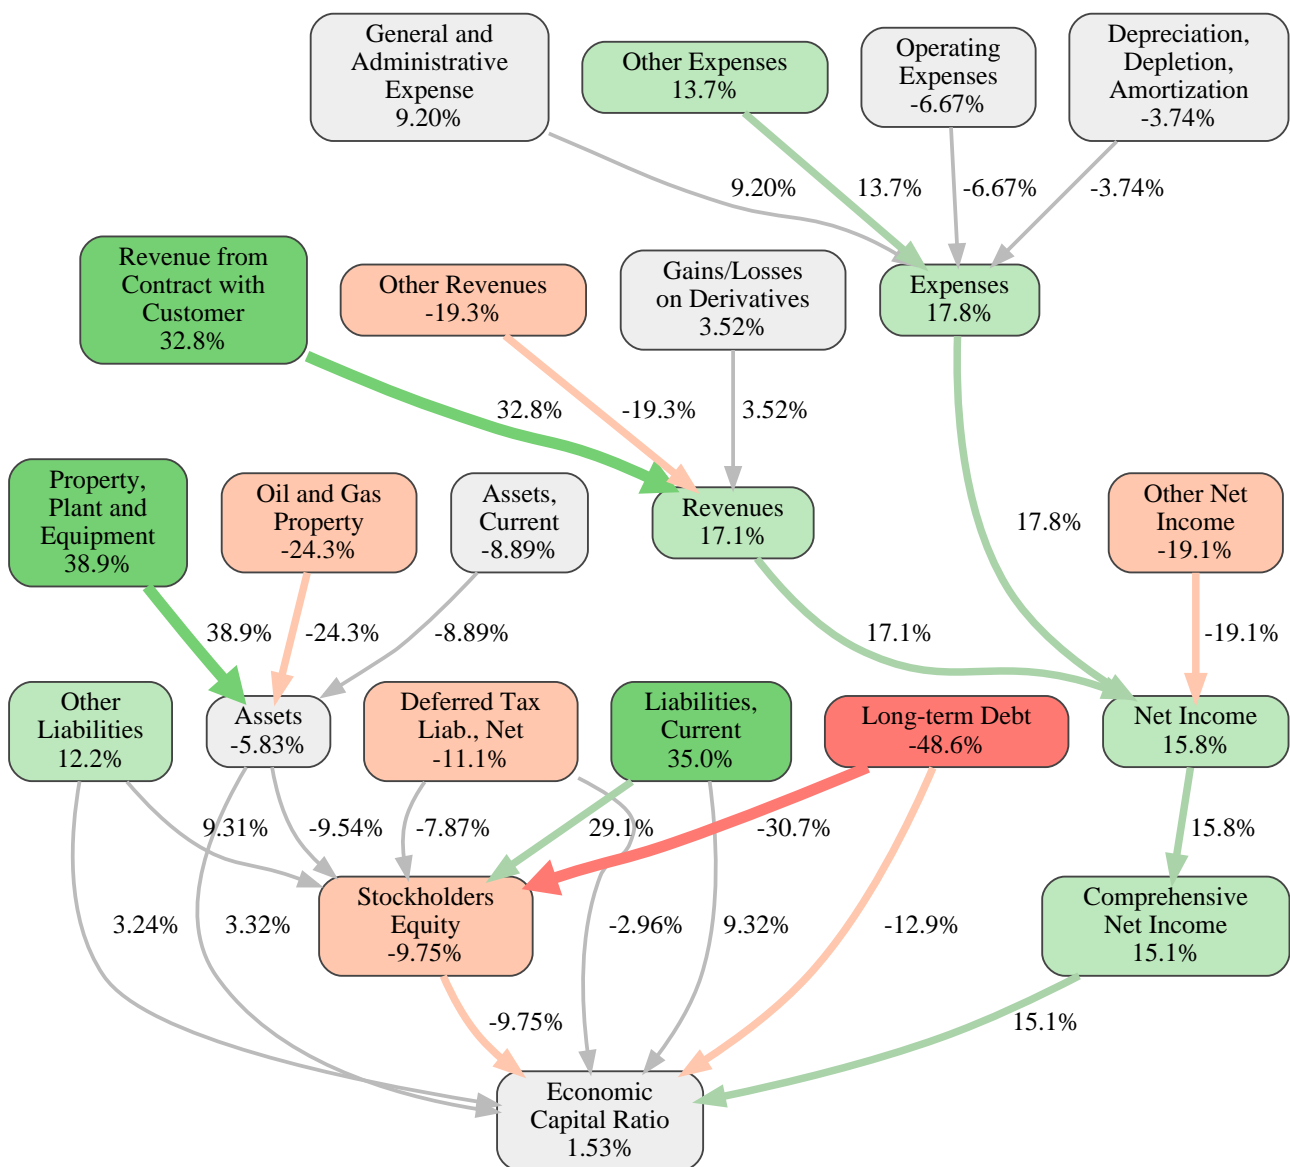 General and
Administrative
Expense
9.20%
Other Expenses
13.7%
Operating
Expenses
-6.67%
Depreciation,
Depletion,
Amortization
-3.74%
9.20%
13.7%
-6.67%
-3.74%
Revenue from
Contract with
Customer
32.8%
Other Revenues
-19.3%
Gains/Losses
on Derivatives
3.52%
Expenses
17.8%
32.8%
-19.3%
3.52%
Property,
Plant and
Equipment
38.9%
Oil and Gas
Property
-24.3%
Assets,
Current
-8.89%
Revenues
17.1%
17.8%
Other Net
Income
-19.1%
38.9%
-24.3%
-8.89%
17.1%
-19.1%
Other
Liabilities
12.2%
Assets
-5.83%
Deferred Tax
Liab., Net
-11.1%
Liabilities,
Current
35.0%
Long-term Debt
-48.6%
Net Income
15.8%
9.31%
-9.54%
-7.87%
29.1%
-30.7%
15.8%
Stockholders
Equity
-9.75%
Comprehensive
Net Income
15.1%
3.24%
3.32%
-2.96%
9.32%
-12.9%
-9.75%
15.1%
Economic
Capital Ratio
1.53%